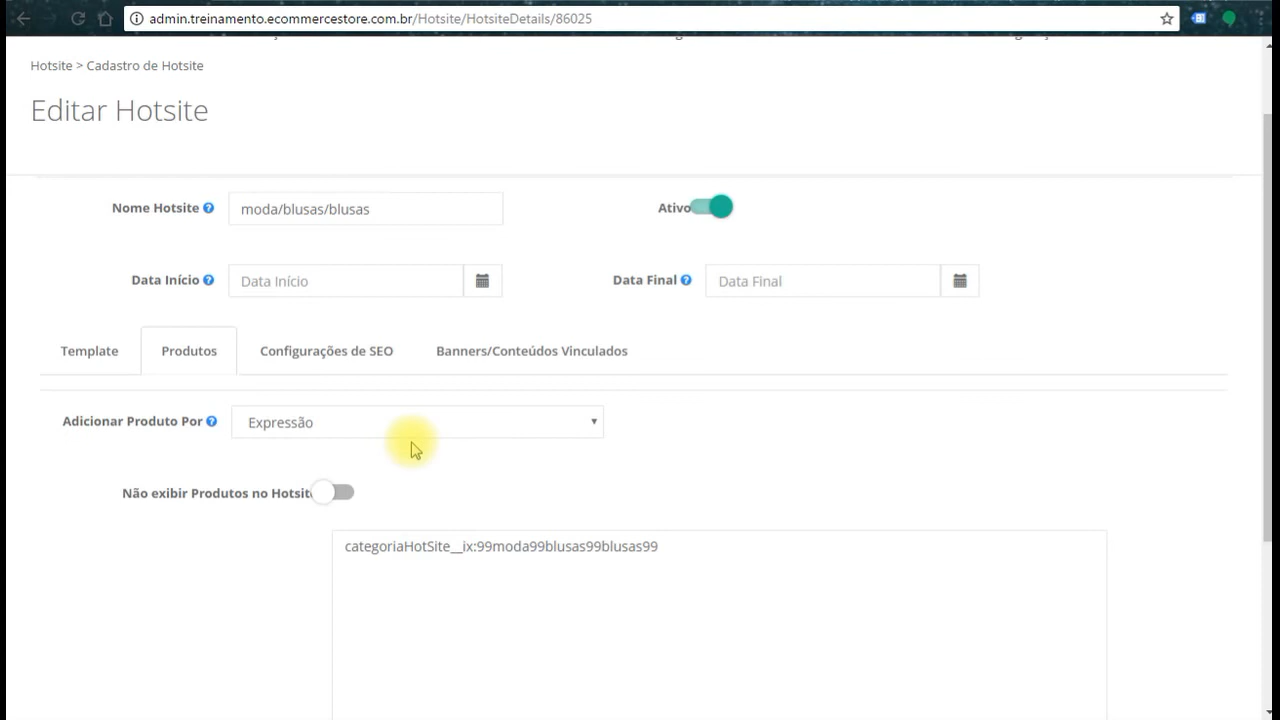 admin.treinamento.ecommercestore.com.br/Hotsite/HotsiteDetails/86025
Hotsite > Cadastro de Hotsite
Editar Hotsite
Nome Hotsite ? moda/blusas/blusas Ativo
Data Início ? Data Início Data Final ? Data Final
Template Produtos Configurações de SEO Banners/Conteúdos Vinculados
Adicionar Produto Por ? Expressão
Não exibir Produtos no Hotsit
categoriaHotSite__ix:99moda99blusas99blusas99